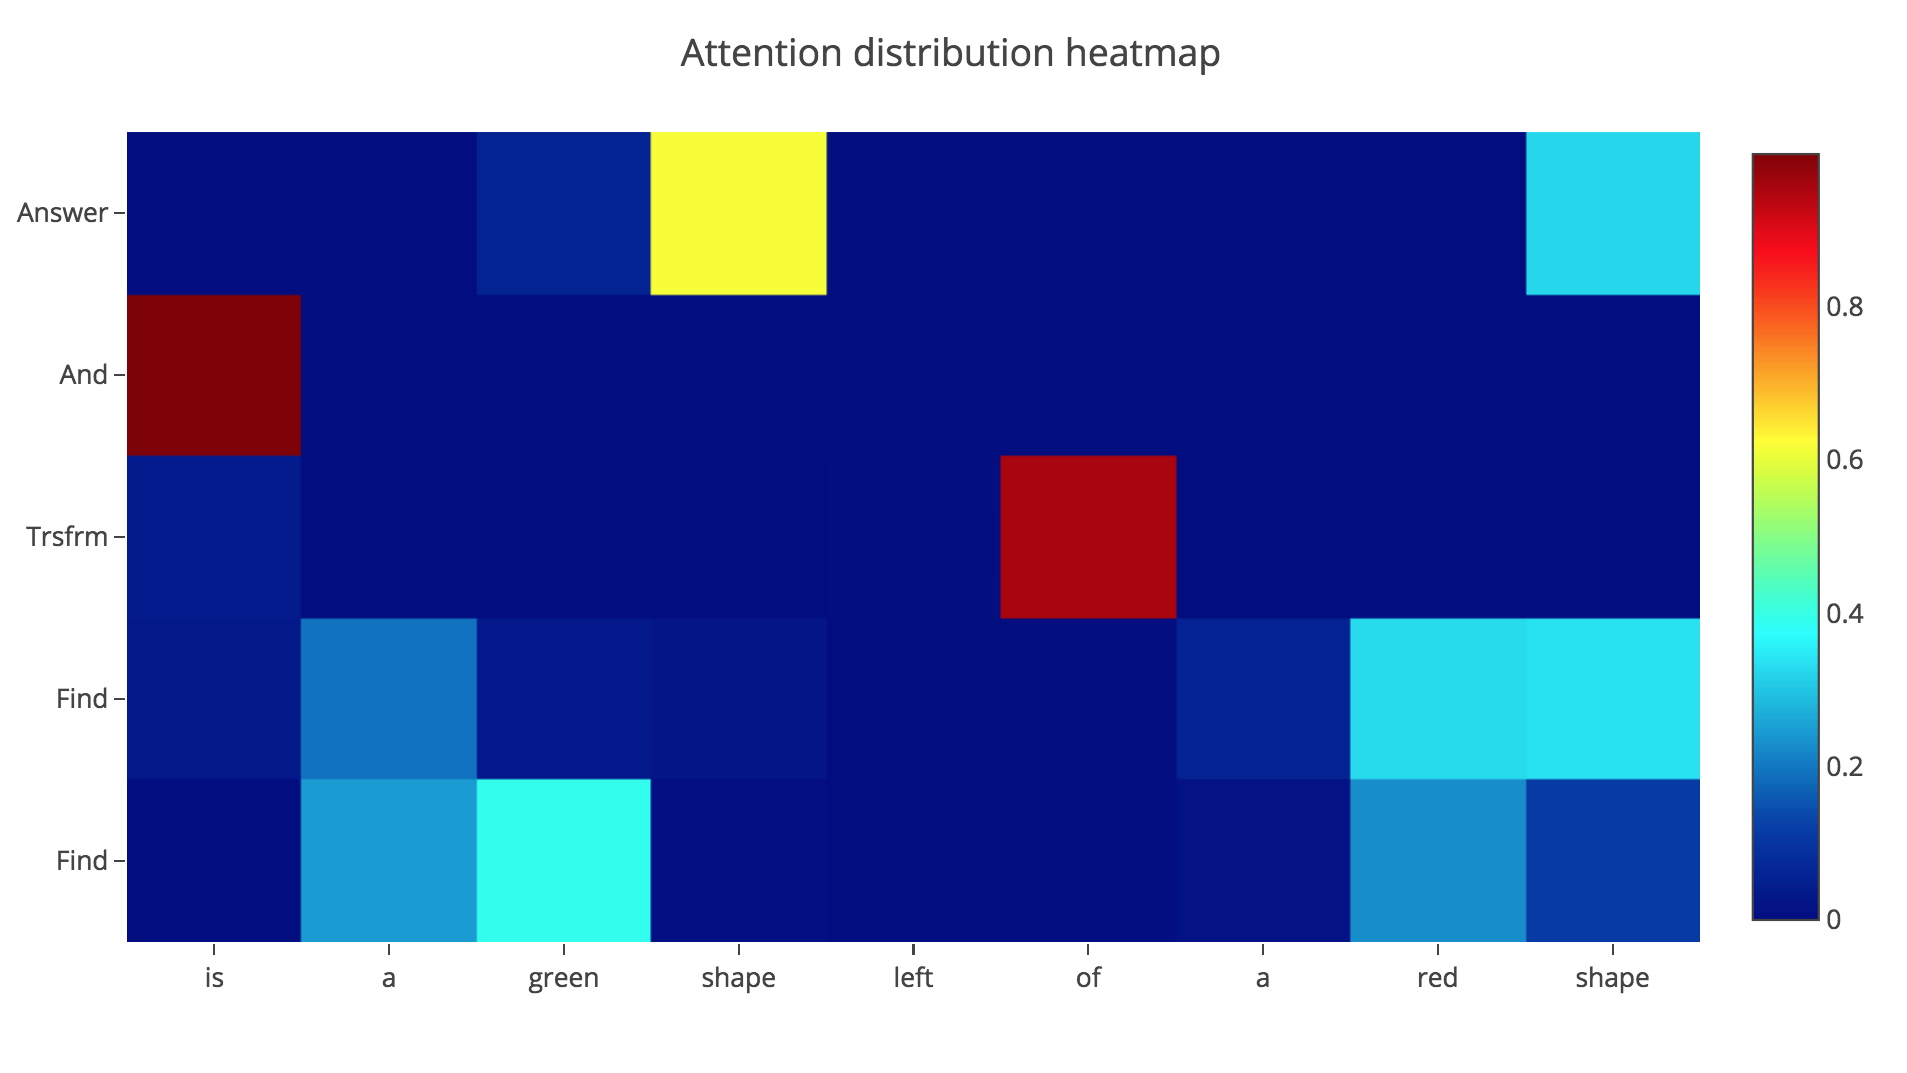 Attention distribution heatmap
Answer
And
Trsfrm
Find
Find
0.8
0.6
0.4
0.2
0
is a green shape left of a red shape